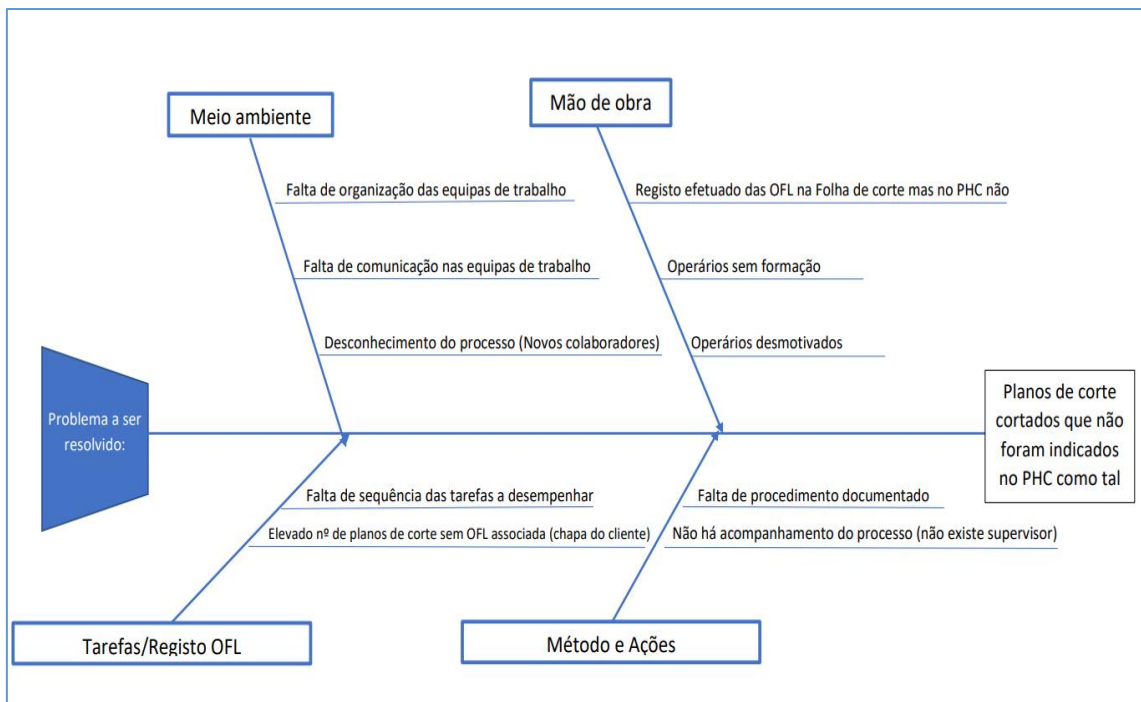 Meio ambiente
Mão de obra
Falta de organização das equipas de trabalho
Registo efetuado das OFL na Folha de corte mas no PHC não
Falta de comunicação nas equipas de trabalho
Operários sem formação
Desconhecimento do processo (Novos colaboradores)
Operários desmotivados
Problema a ser
resolvido:
Planos de corte
cortados que não
foram indicados
no PHC como tal
Falta de sequência das tarefas a desempenhar
Falta de procedimento documentado
Elevado nº de planos de corte sem OFL associada (chapa do cliente)
Não há acompanhamento do processo (não existe supervisor)
Tarefas/Registo OFL
Método e Ações